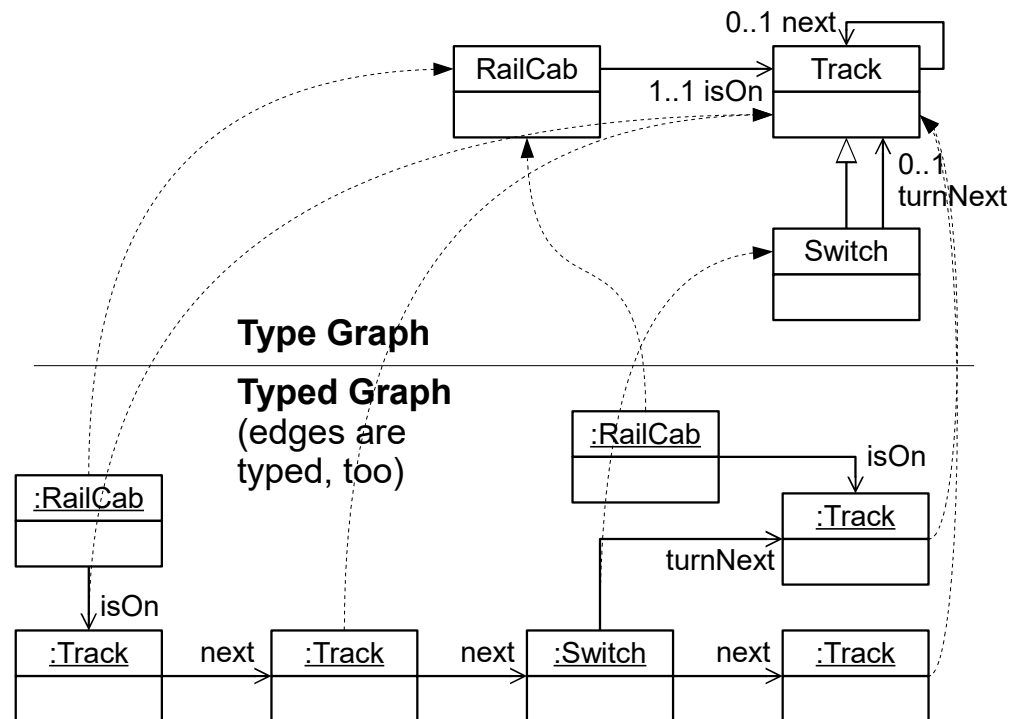 0..1 next
RailCab
Track
1..1 isOn
0..1
turnNext
Switch
Type Graph
Typed Graph
(edges are
typed, too)
:RailCab
isOn
:RailCab
:Track
turnNext
isOn
:Track
next
:Track
next
:Switch
next
:Track